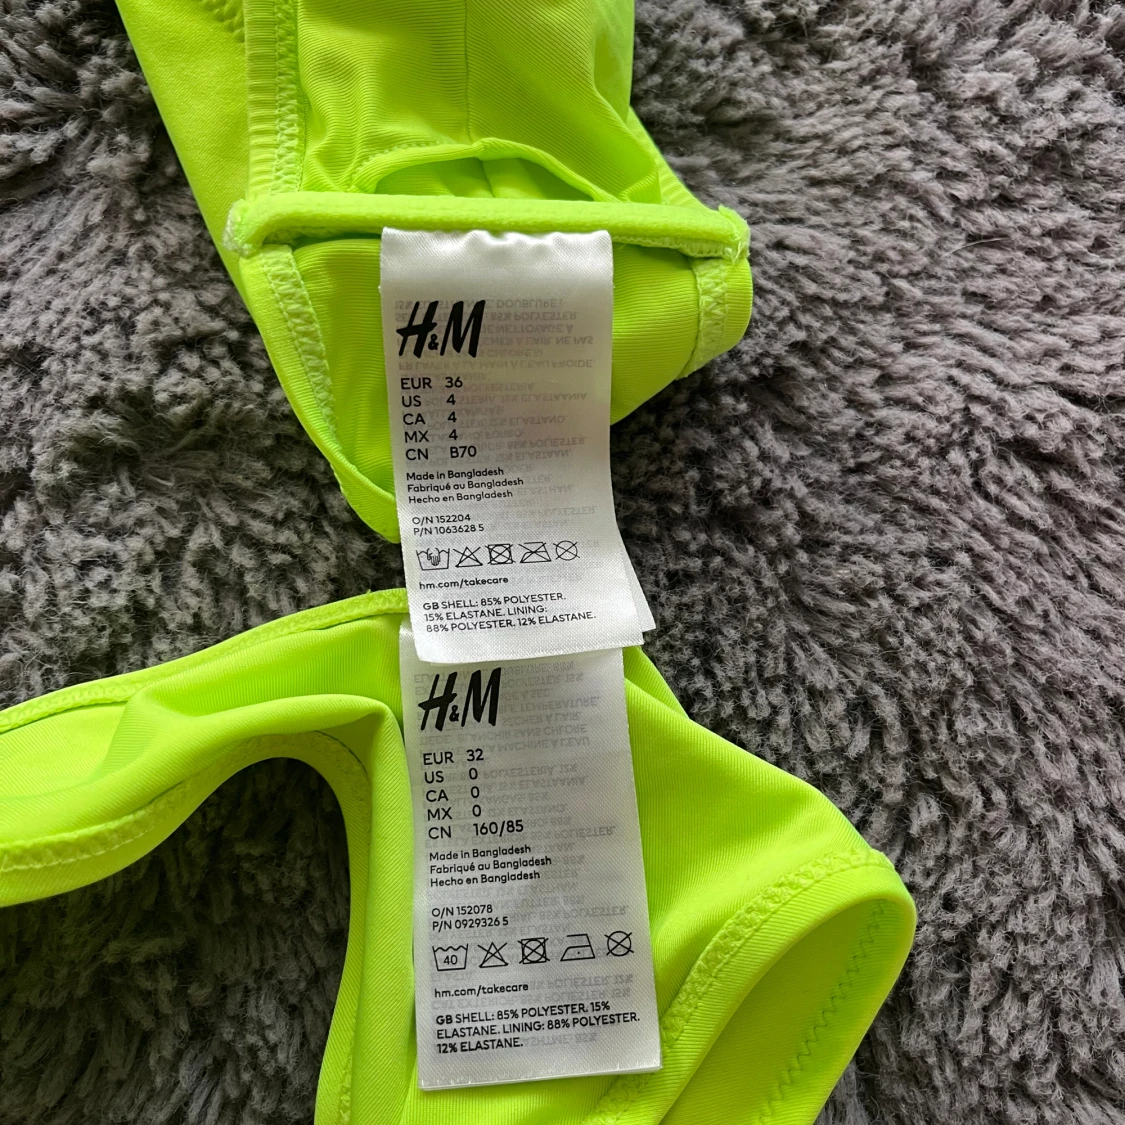 H&M
EUR 36
US 4
CA 4
MX 4
CN B70
Made in Bangladesh
Fabriqué au Bangladesh
Hecho en Bangladesh
O/N 152204
P/N 1063628 5
hm.com/takecare
GB SHELL: 85% POLYESTER.
15% ELASTANE. LINING:
88% POLYESTER. 12% ELASTANE.
H&M
EUR 32
US 0
CA 0
MX 0
CN 160/85
Made in Bangladesh
Fabriqué au Bangladesh
Hecho en Bangladesh
O/N 152078
P/N 0929326 5
40
hm.com/takecare
GB SHELL: 85% POLYESTER. 15%
ELASTANE. LINING: 88% POLYESTER.
12% ELASTANE.